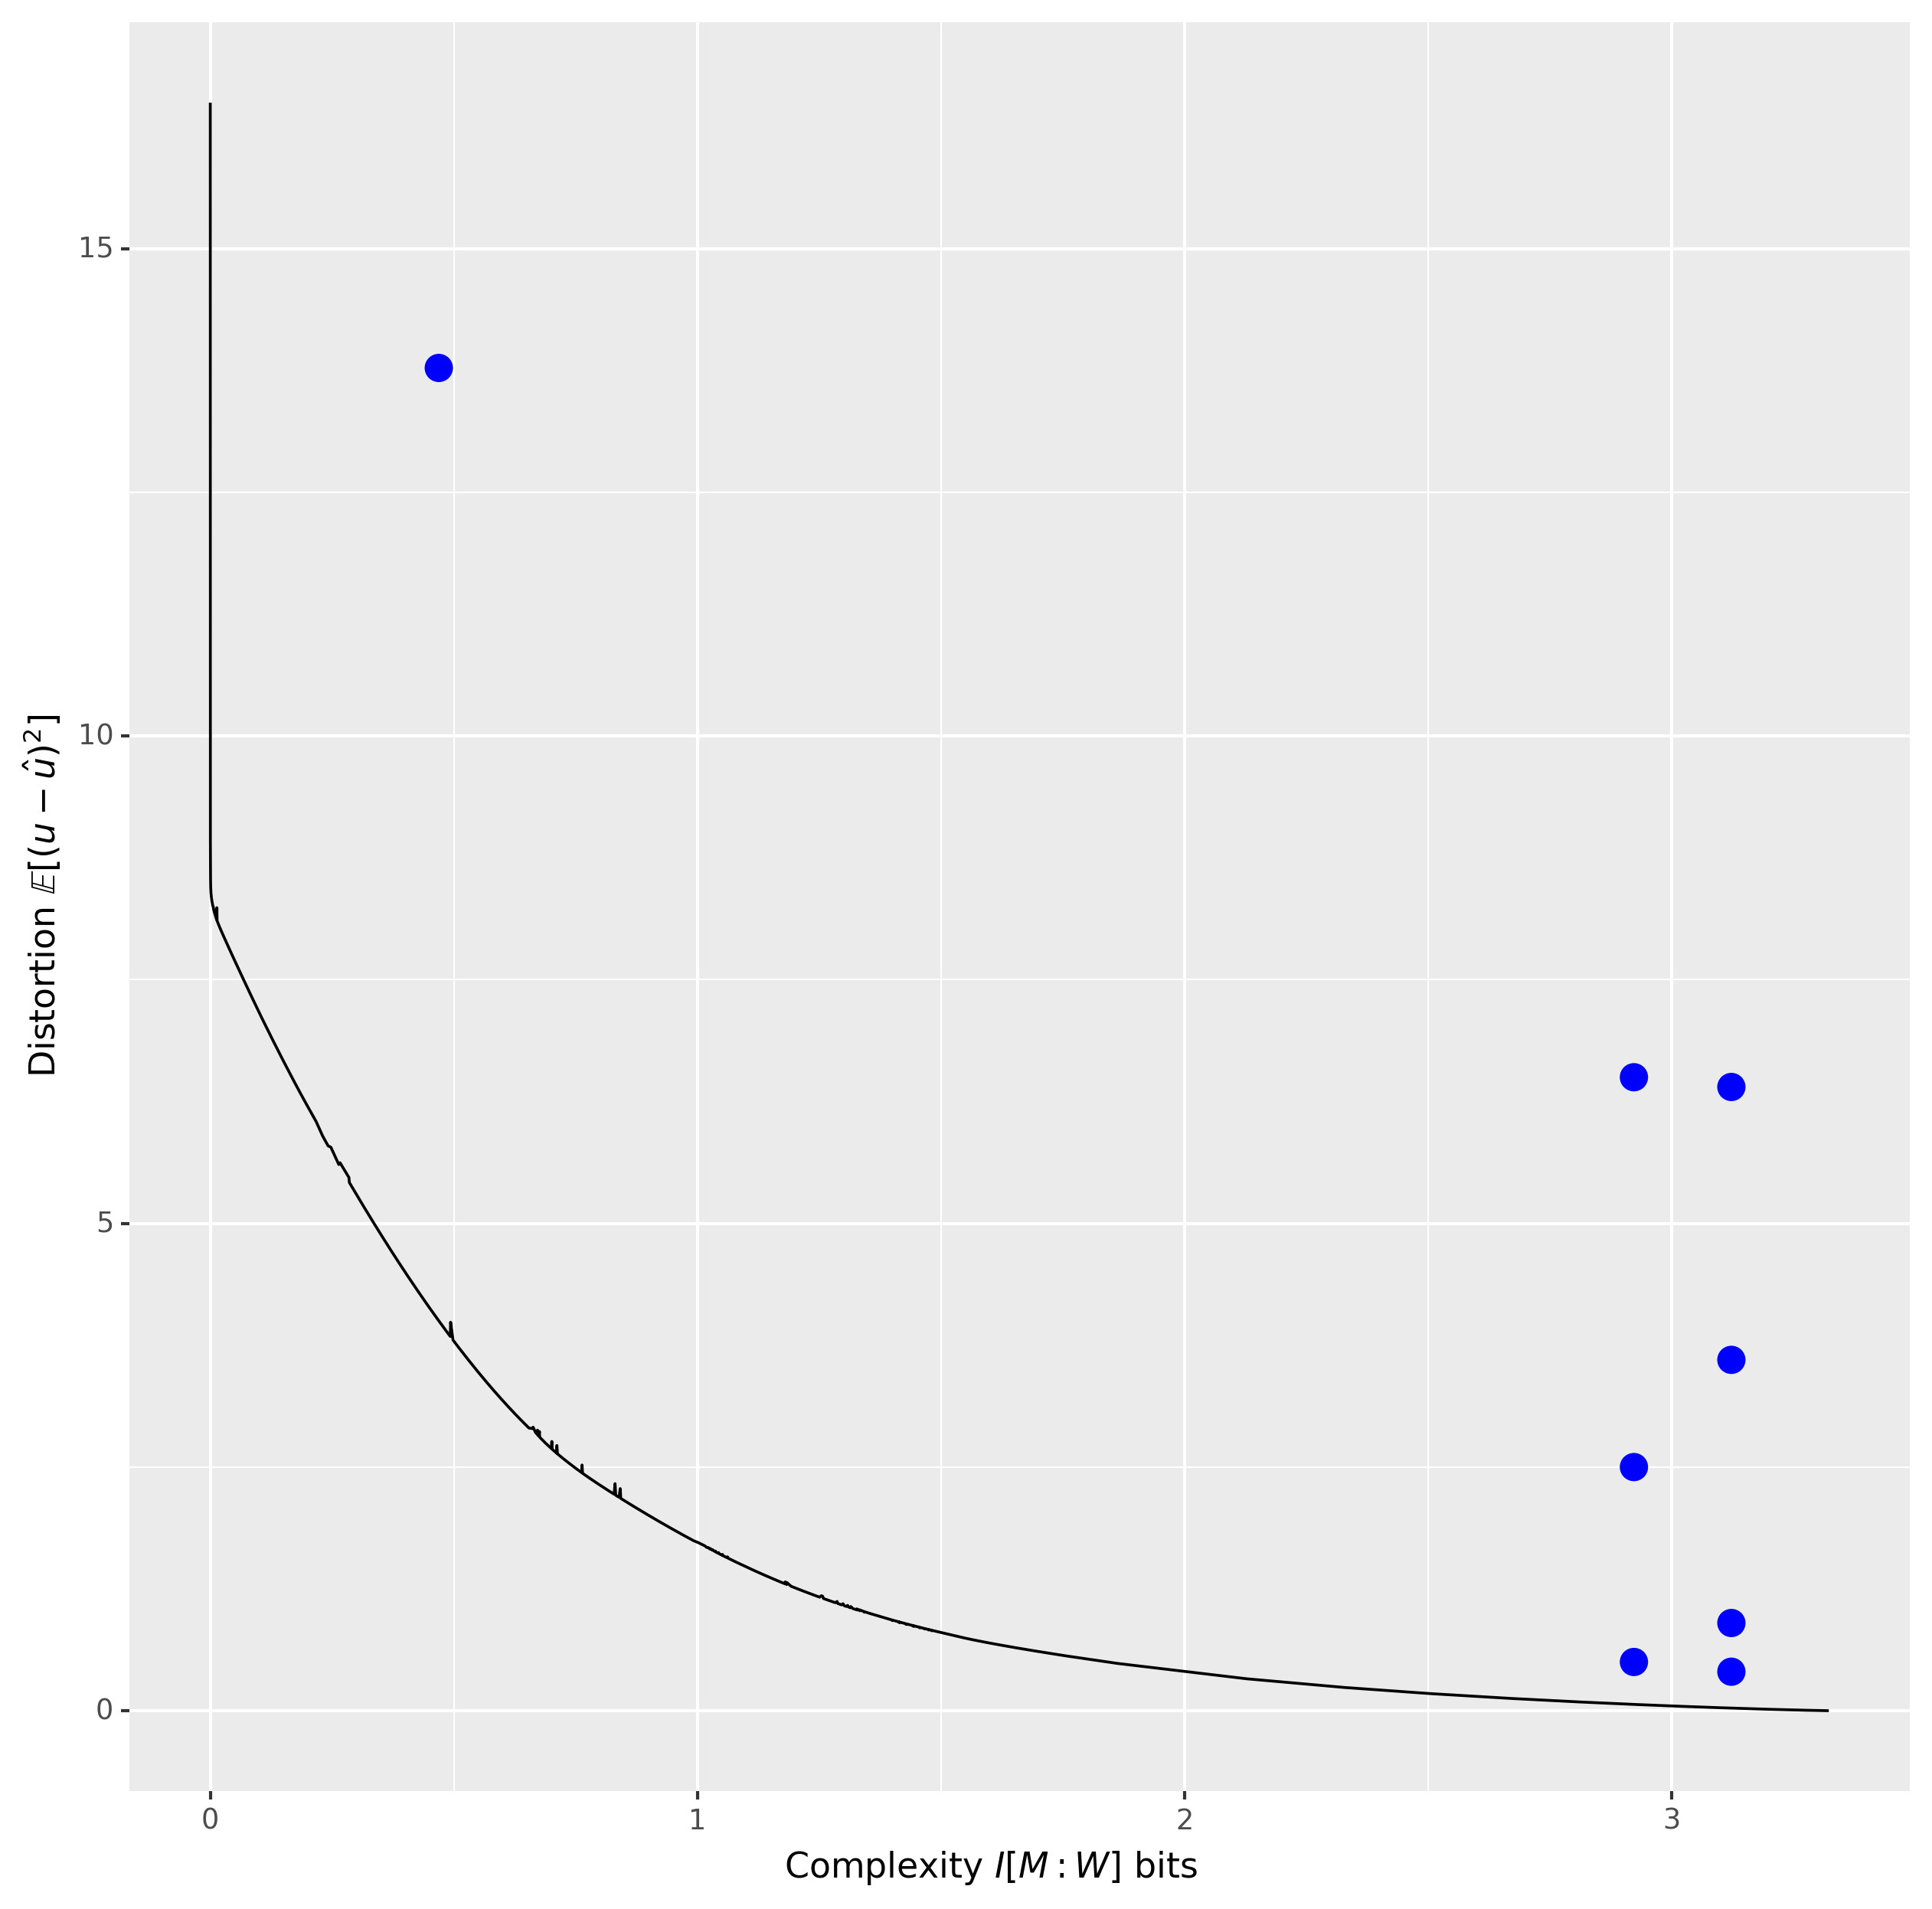 15
10
5
0
0 1 2 3
Complexity I[M : W] bits
Distortion 𝔼[(u − û)²]